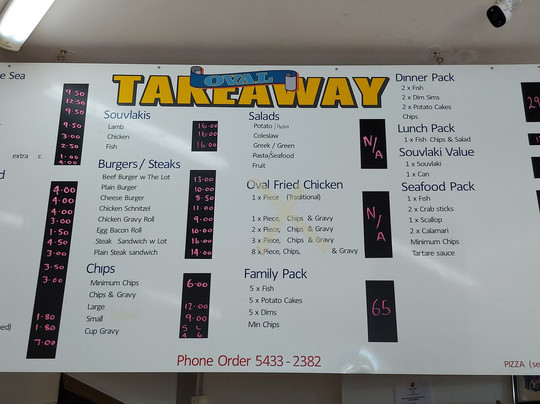 OVAL
TAKEAWAY
e Sea
9.50
12.50
9.50
9.50
3.00
2.50
extra c 1.00
4.00
4.00
4.00
4.00
3.00
1.50
4.50
3.00
3.50
3.00
1.80
1.80
7.00
Souvlakis
Lamb 16.00
Chicken 16.00
Fish 16.00
Burgers / Steaks
Beef Burger w The Lot 13.00
Plain Burger 10.00
Cheese Burger 8.50
Chicken Schnitzel 11.00
Chicken Gravy Roll 9.00
Egg Bacon Roll 10.00
Steak Sandwich w Lot 16.00
Plain Steak sandwich 14.00
Chips
Minimum Chips 6.00
Chips & Gravy
Large 12.00
Small 9.00
Cup Gravy S L
4 6
Salads
Potato / Pasta
Coleslaw
Greek / Green
Pasta/Seafood
Fruit
N/A
Oval Fried Chicken
1 x Piece (Traditional)
1 x Piece, Chips & Gravy
2 x Piece, Chips & Gravy
3 x Piece, Chips & Gravy
8 x Piece, Chips, & Gravy
N/A
Family Pack
5 x Fish
5 x Potato Cakes
5 x Dims
Min Chips
65
Dinner Pack
2 x Fish
2 x Dim Sims
2 x Potato Cakes
Chips
29
Lunch Pack
1 x Fish Chips & Salad
Souvlaki Value
1 x Souvlaki
1 x Can
Seafood Pack
1 x Fish
2 x Crab sticks
1 x Scallop
2 x Calamari
Minimum Chips
Tartare sauce
Phone Order 5433-2382
PIZZA (se